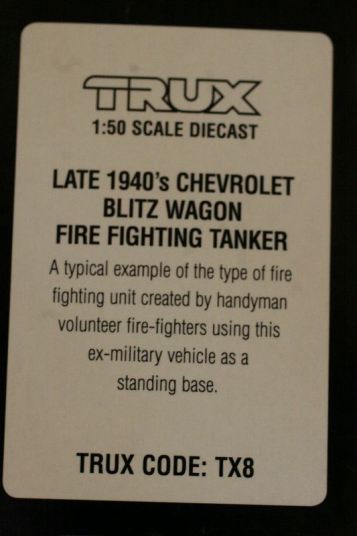 TRUX
1:50 SCALE DIECAST
LATE 1940's CHEVROLET
BLITZ WAGON
FIRE FIGHTING TANKER
A typical example of the type of fire
fighting unit created by handyman
volunteer fire-fighters using this
ex-military vehicle as a
standing base.
TRUX CODE: TX8